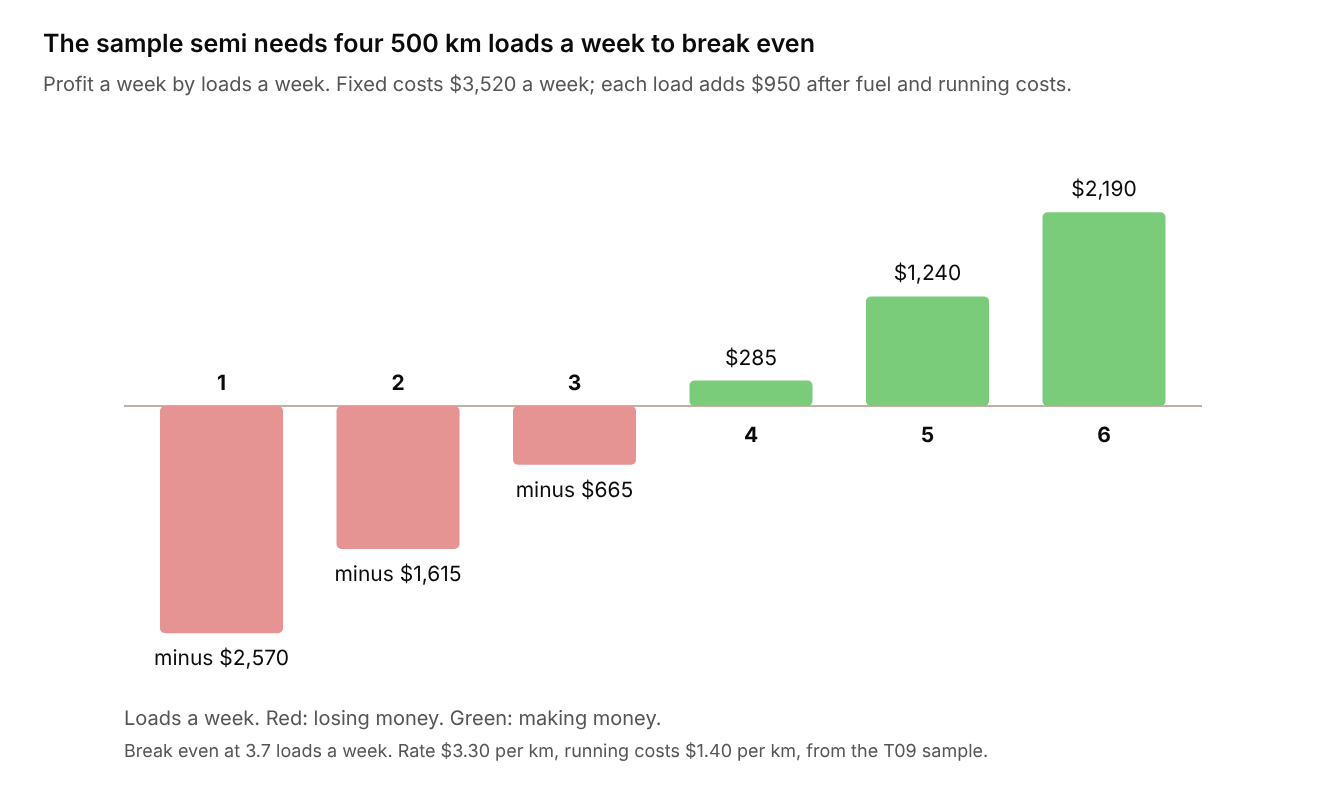 The sample semi needs four 500 km loads a week to break even
Profit a week by loads a week. Fixed costs $3,520 a week; each load adds $950 after fuel and running costs.
$2,190
$1,240
$285
1 2 3
4 5 6
minus $665
minus $1,615
minus $2,570
Loads a week. Red: losing money. Green: making money.
Break even at 3.7 loads a week. Rate $3.30 per km, running costs $1.40 per km, from the T09 sample.